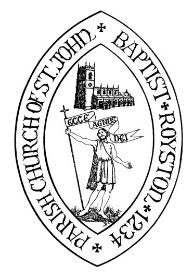 ✠ PARISH CHURCH OF ST. JOHN ✠ BAPTIST · ROYSTON · 1234
ECCE AGNUS DEI